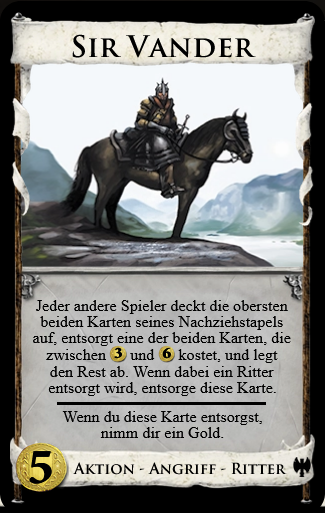 Sir Vander
Jeder andere Spieler deckt die obersten
beiden Karten seines Nachziehstapels
auf, entsorgt eine der beiden Karten, die
zwischen 3 und 6 kostet, und legt
den Rest ab. Wenn dabei ein Ritter
entsorgt wird, entsorge diese Karte.
Wenn du diese Karte entsorgst,
nimm dir ein Gold.
5 Aktion - Angriff - Ritter